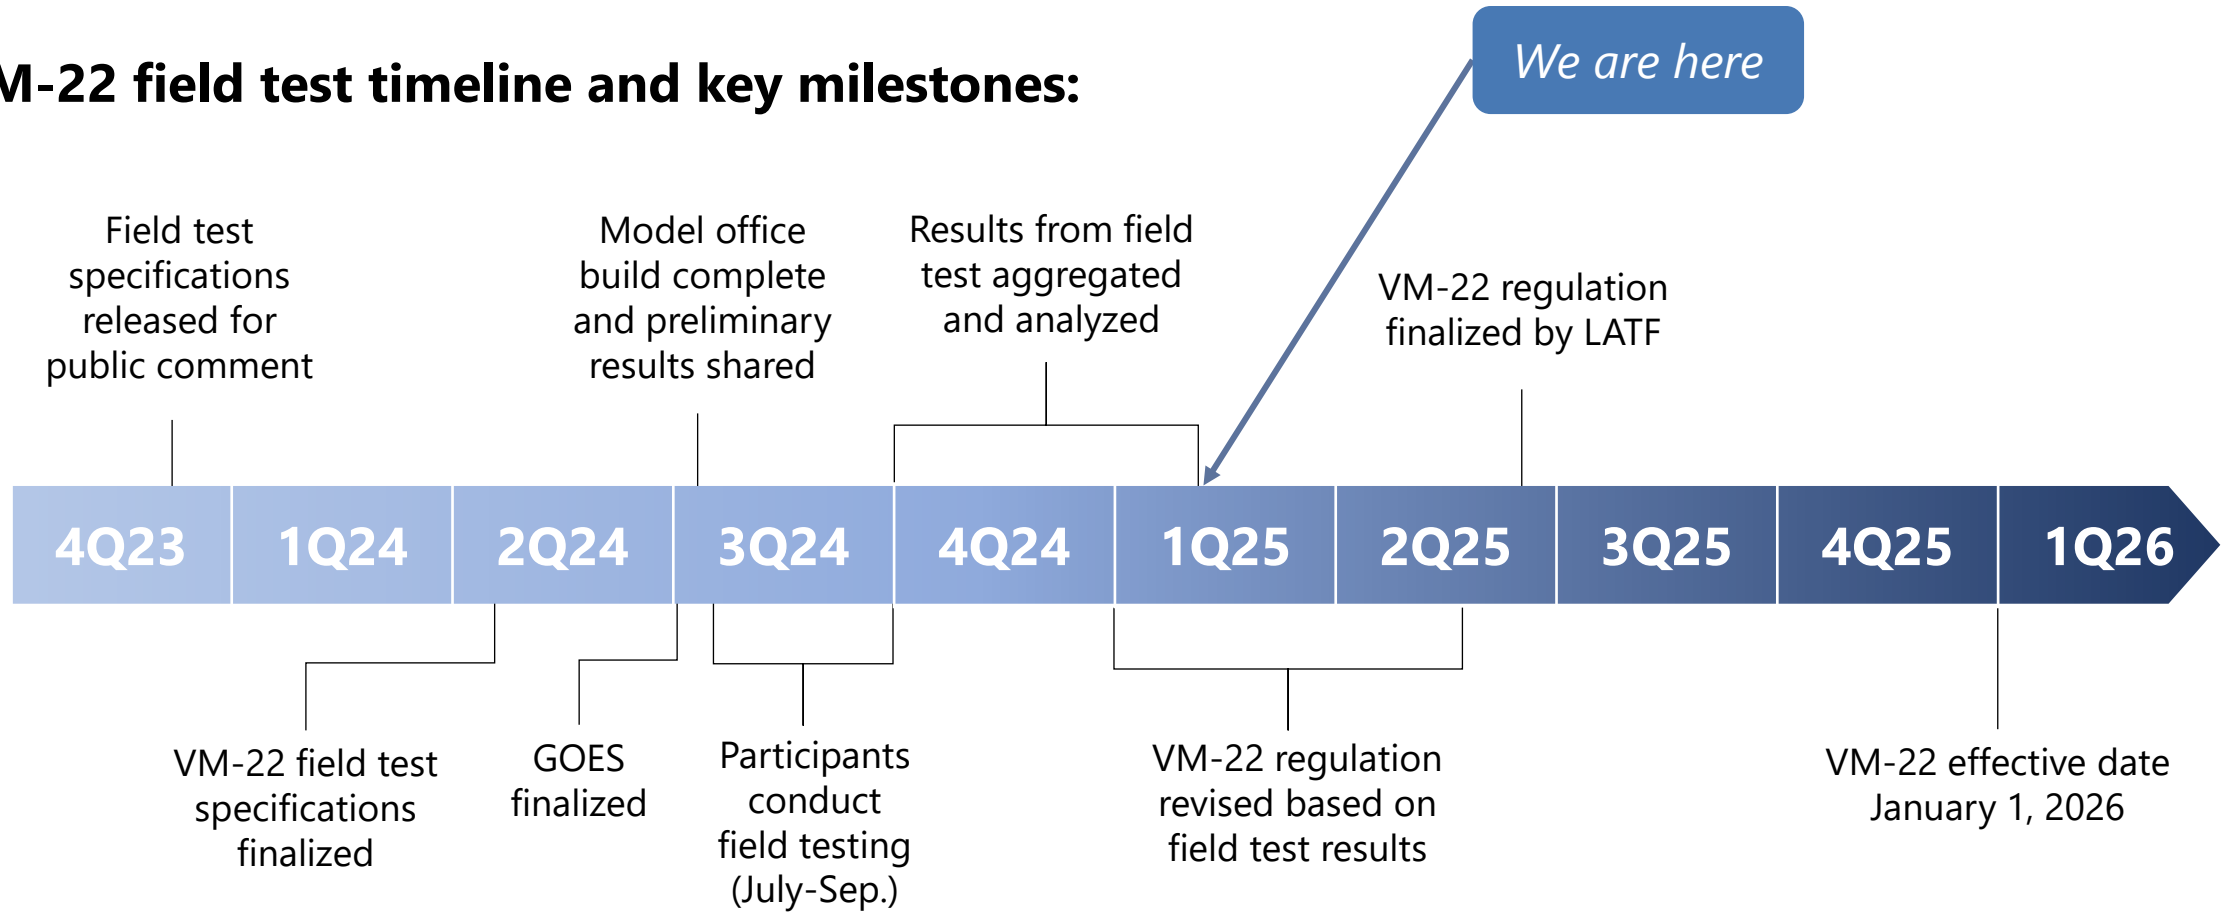 M-22 field test timeline and key milestones:
We are here
Field test
specifications
released for
public comment
Model office
build complete
and preliminary
results shared
Results from field
test aggregated
and analyzed
VM-22 regulation
finalized by LATF
4Q23 1Q24 2Q24 3Q24 4Q24 1Q25 2Q25 3Q25 4Q25 1Q26
VM-22 field test
specifications
finalized
GOES
finalized
Participants
conduct
field testing
(July-Sep.)
VM-22 regulation
revised based on
field test results
VM-22 effective date
January 1, 2026